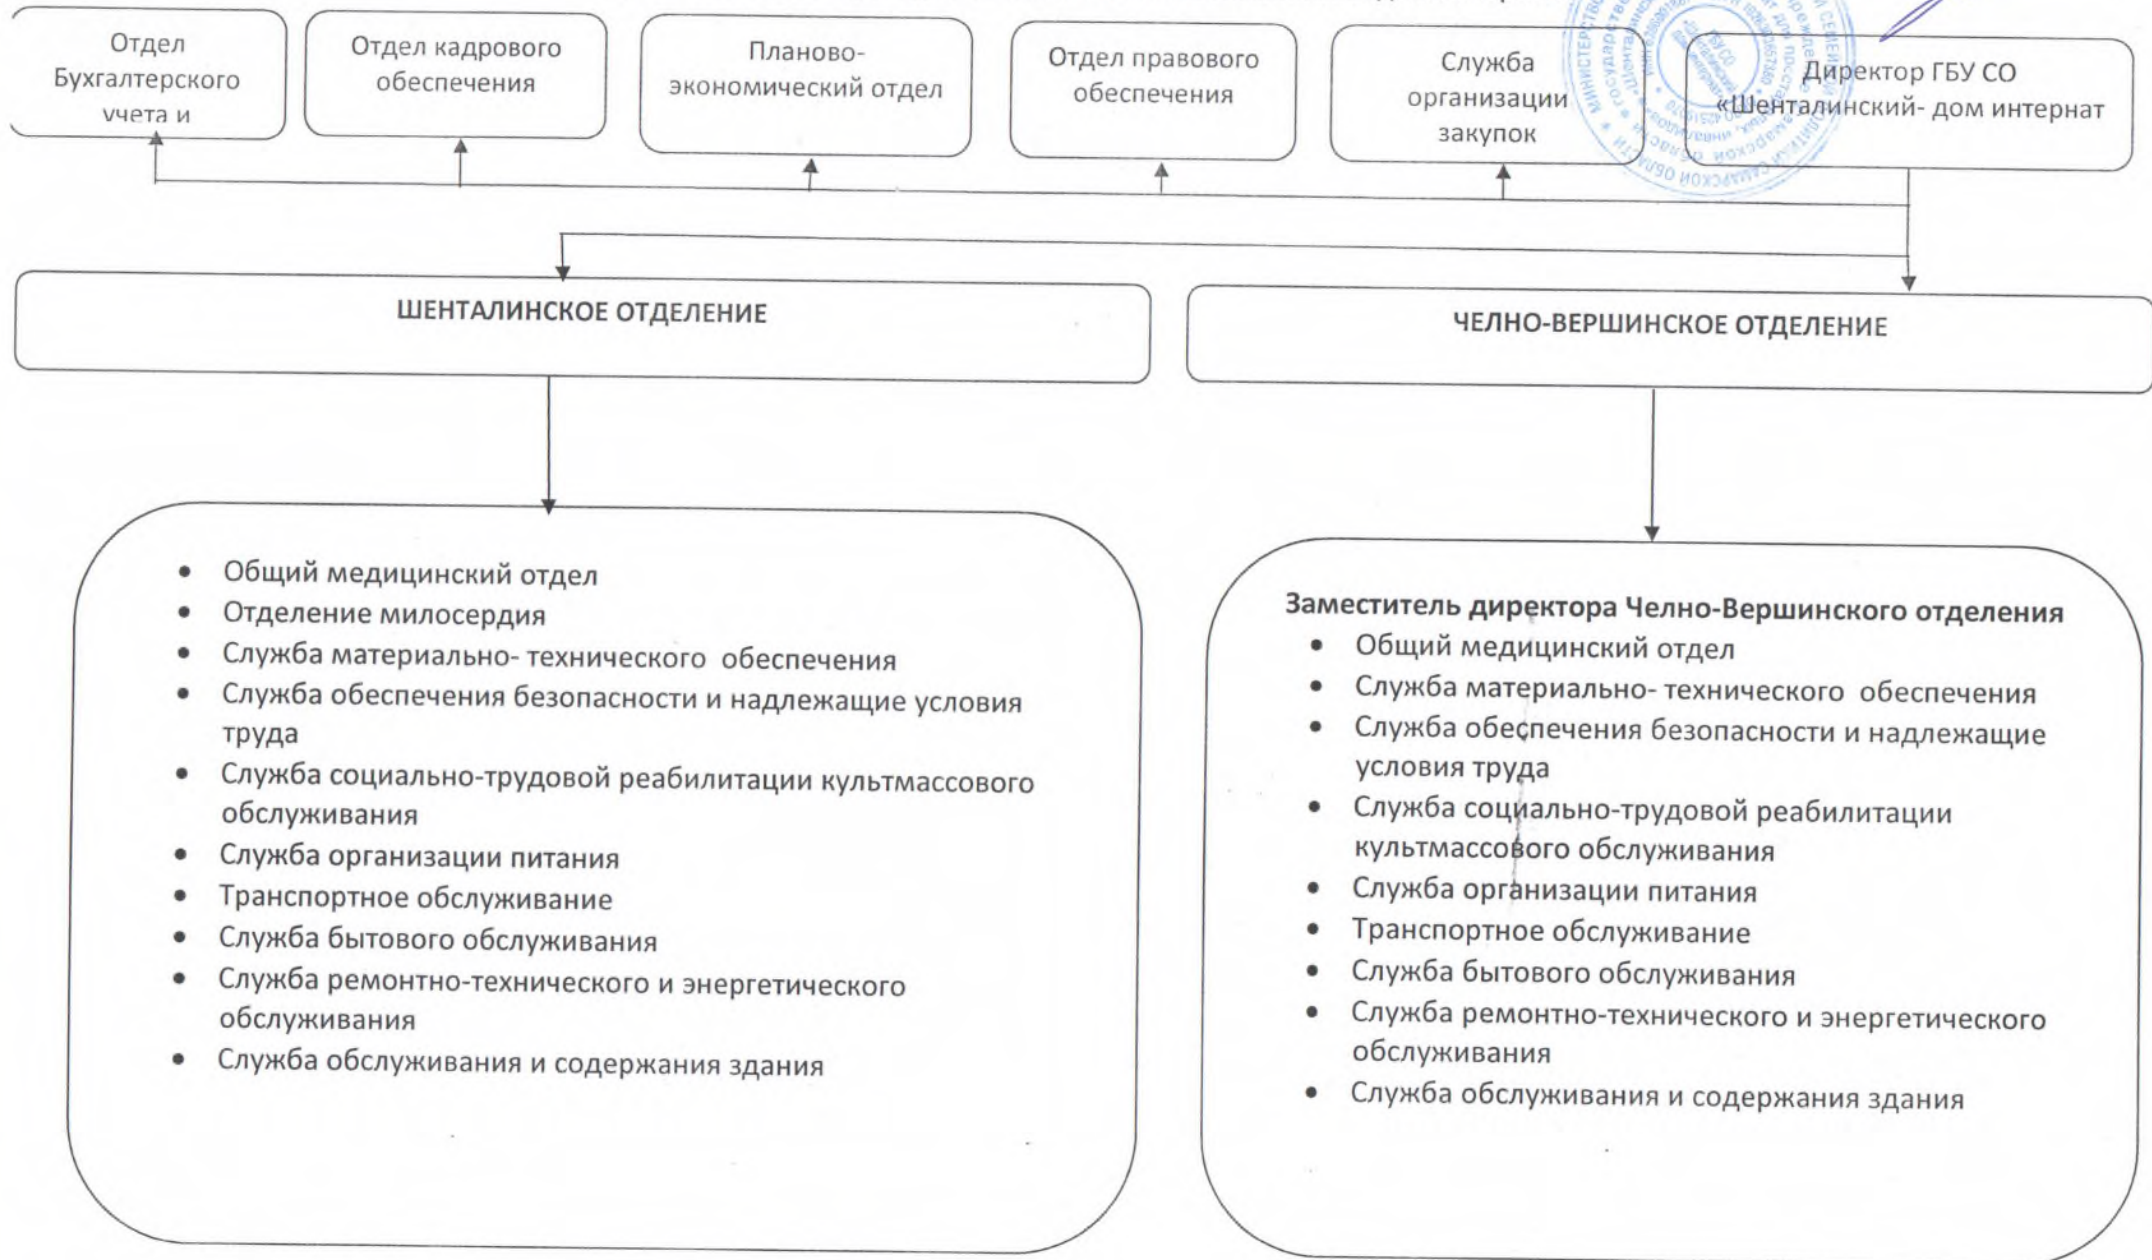 Отдел
Бухгалтерского
учета и
Отдел кадрового
обеспечения
Планово-
экономический отдел
Отдел правового
обеспечения
Служба
организации
закупок
Директор ГБУ СО
«Шенталинский- дом интернат
ШЕНТАЛИНСКОЕ ОТДЕЛЕНИЕ
ЧЕЛНО-ВЕРШИНСКОЕ ОТДЕЛЕНИЕ
• Общий медицинский отдел
• Отделение милосердия
• Служба материально- технического обеспечения
• Служба обеспечения безопасности и надлежащие условия
труда
• Служба социально-трудовой реабилитации культмассового
обслуживания
• Служба организации питания
• Транспортное обслуживание
• Служба бытового обслуживания
• Служба ремонтно-технического и энергетического
обслуживания
• Служба обслуживания и содержания здания
Заместитель директора Челно-Вершинского отделения
• Общий медицинский отдел
• Служба материально- технического обеспечения
• Служба обеспечения безопасности и надлежащие
условия труда
• Служба социально-трудовой реабилитации
культмассового обслуживания
• Служба организации питания
• Транспортное обслуживание
• Служба бытового обслуживания
• Служба ремонтно-технического и энергетического
обслуживания
• Служба обслуживания и содержания здания